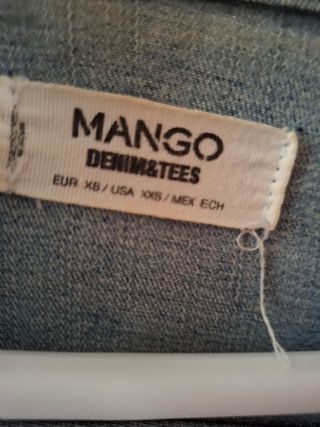 MANGO
DENIM&TEES
EUR XS / USA XXS / MEX ECH